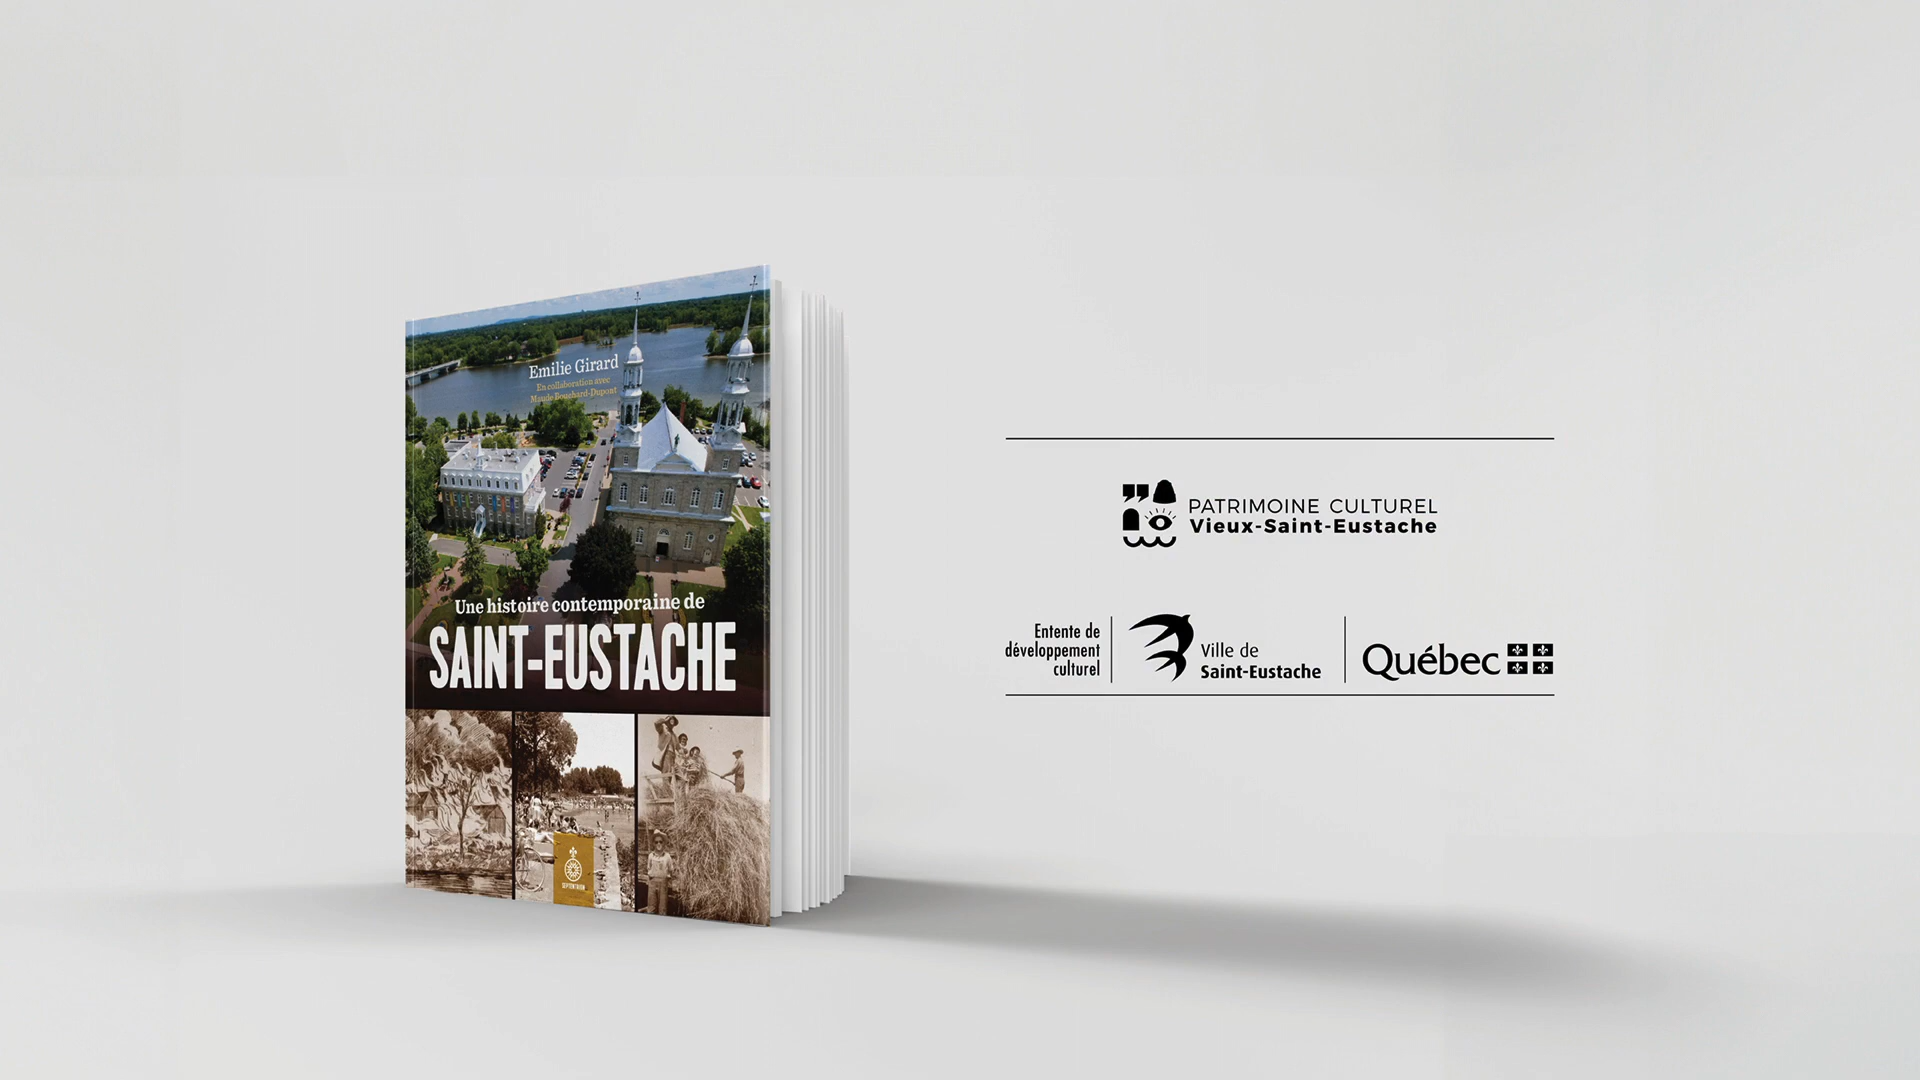 Emilie Girard
En collaboration avec
Maude Bouchard-Dupont
Une histoire contemporaine de
SAINT-EUSTACHE
SEPTENTRION
PATRIMOINE CULTUREL
Vieux-Saint-Eustache
Entente de
développement
culturel
Ville de
Saint-Eustache
Québec